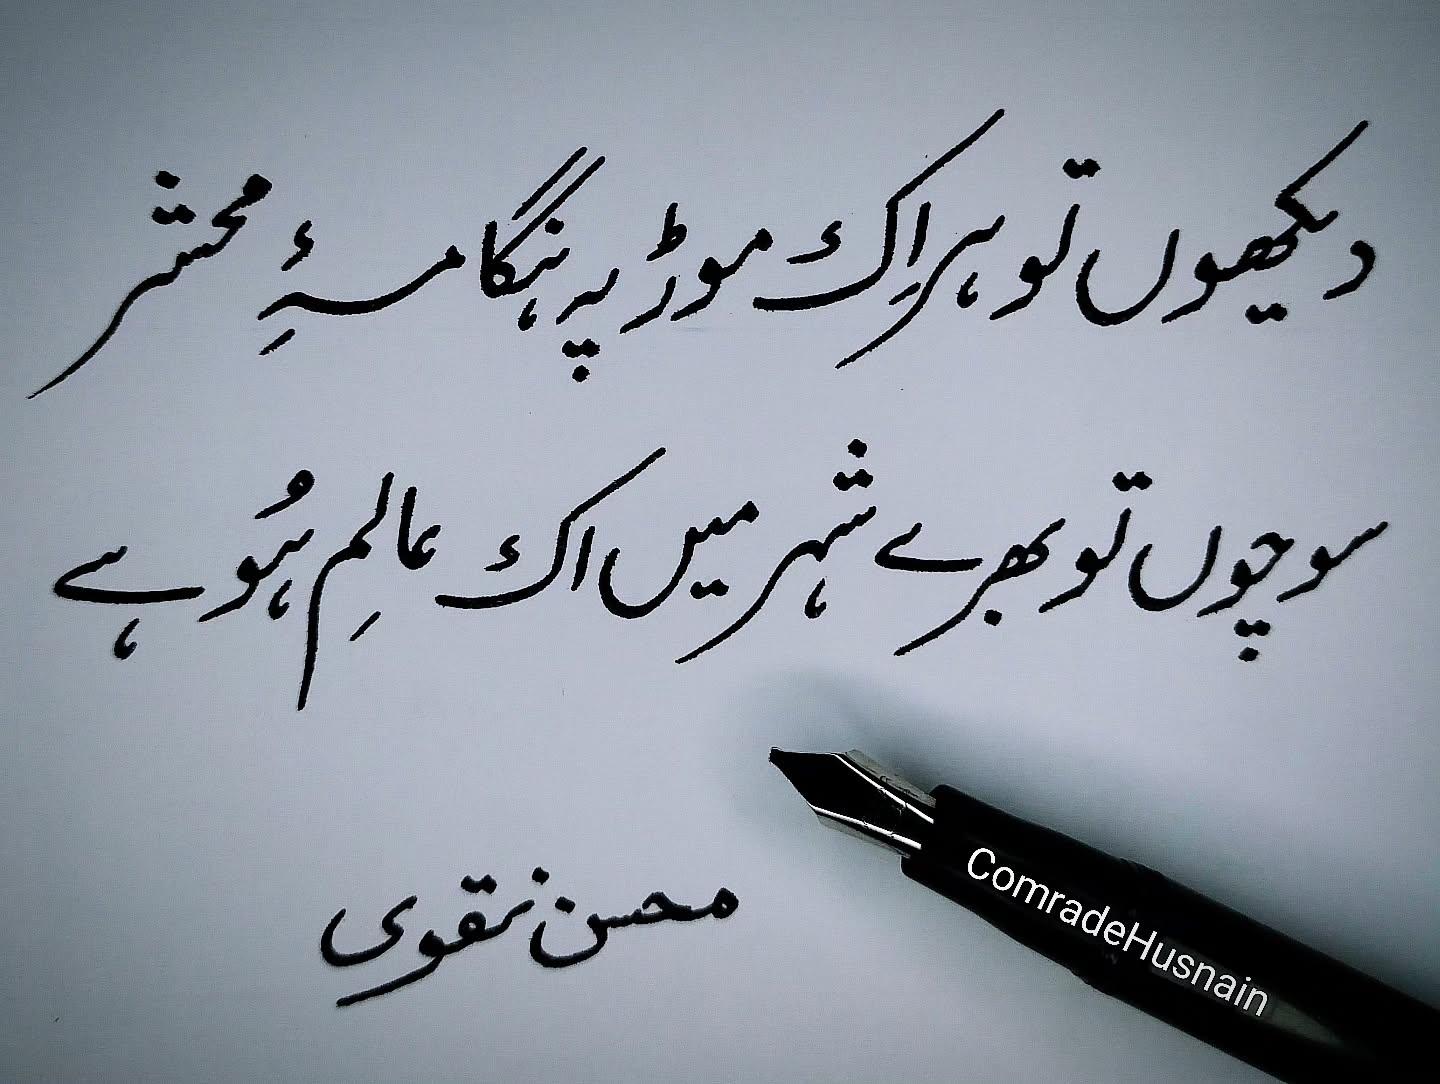 دیکھوں تو ہر اِک موڑ پہ ہنگامۂِ محشر
سوچوں تو بھرے شہر میں اک عالمِ ہُو ہے
محسن نقوی
ComradeHusnain